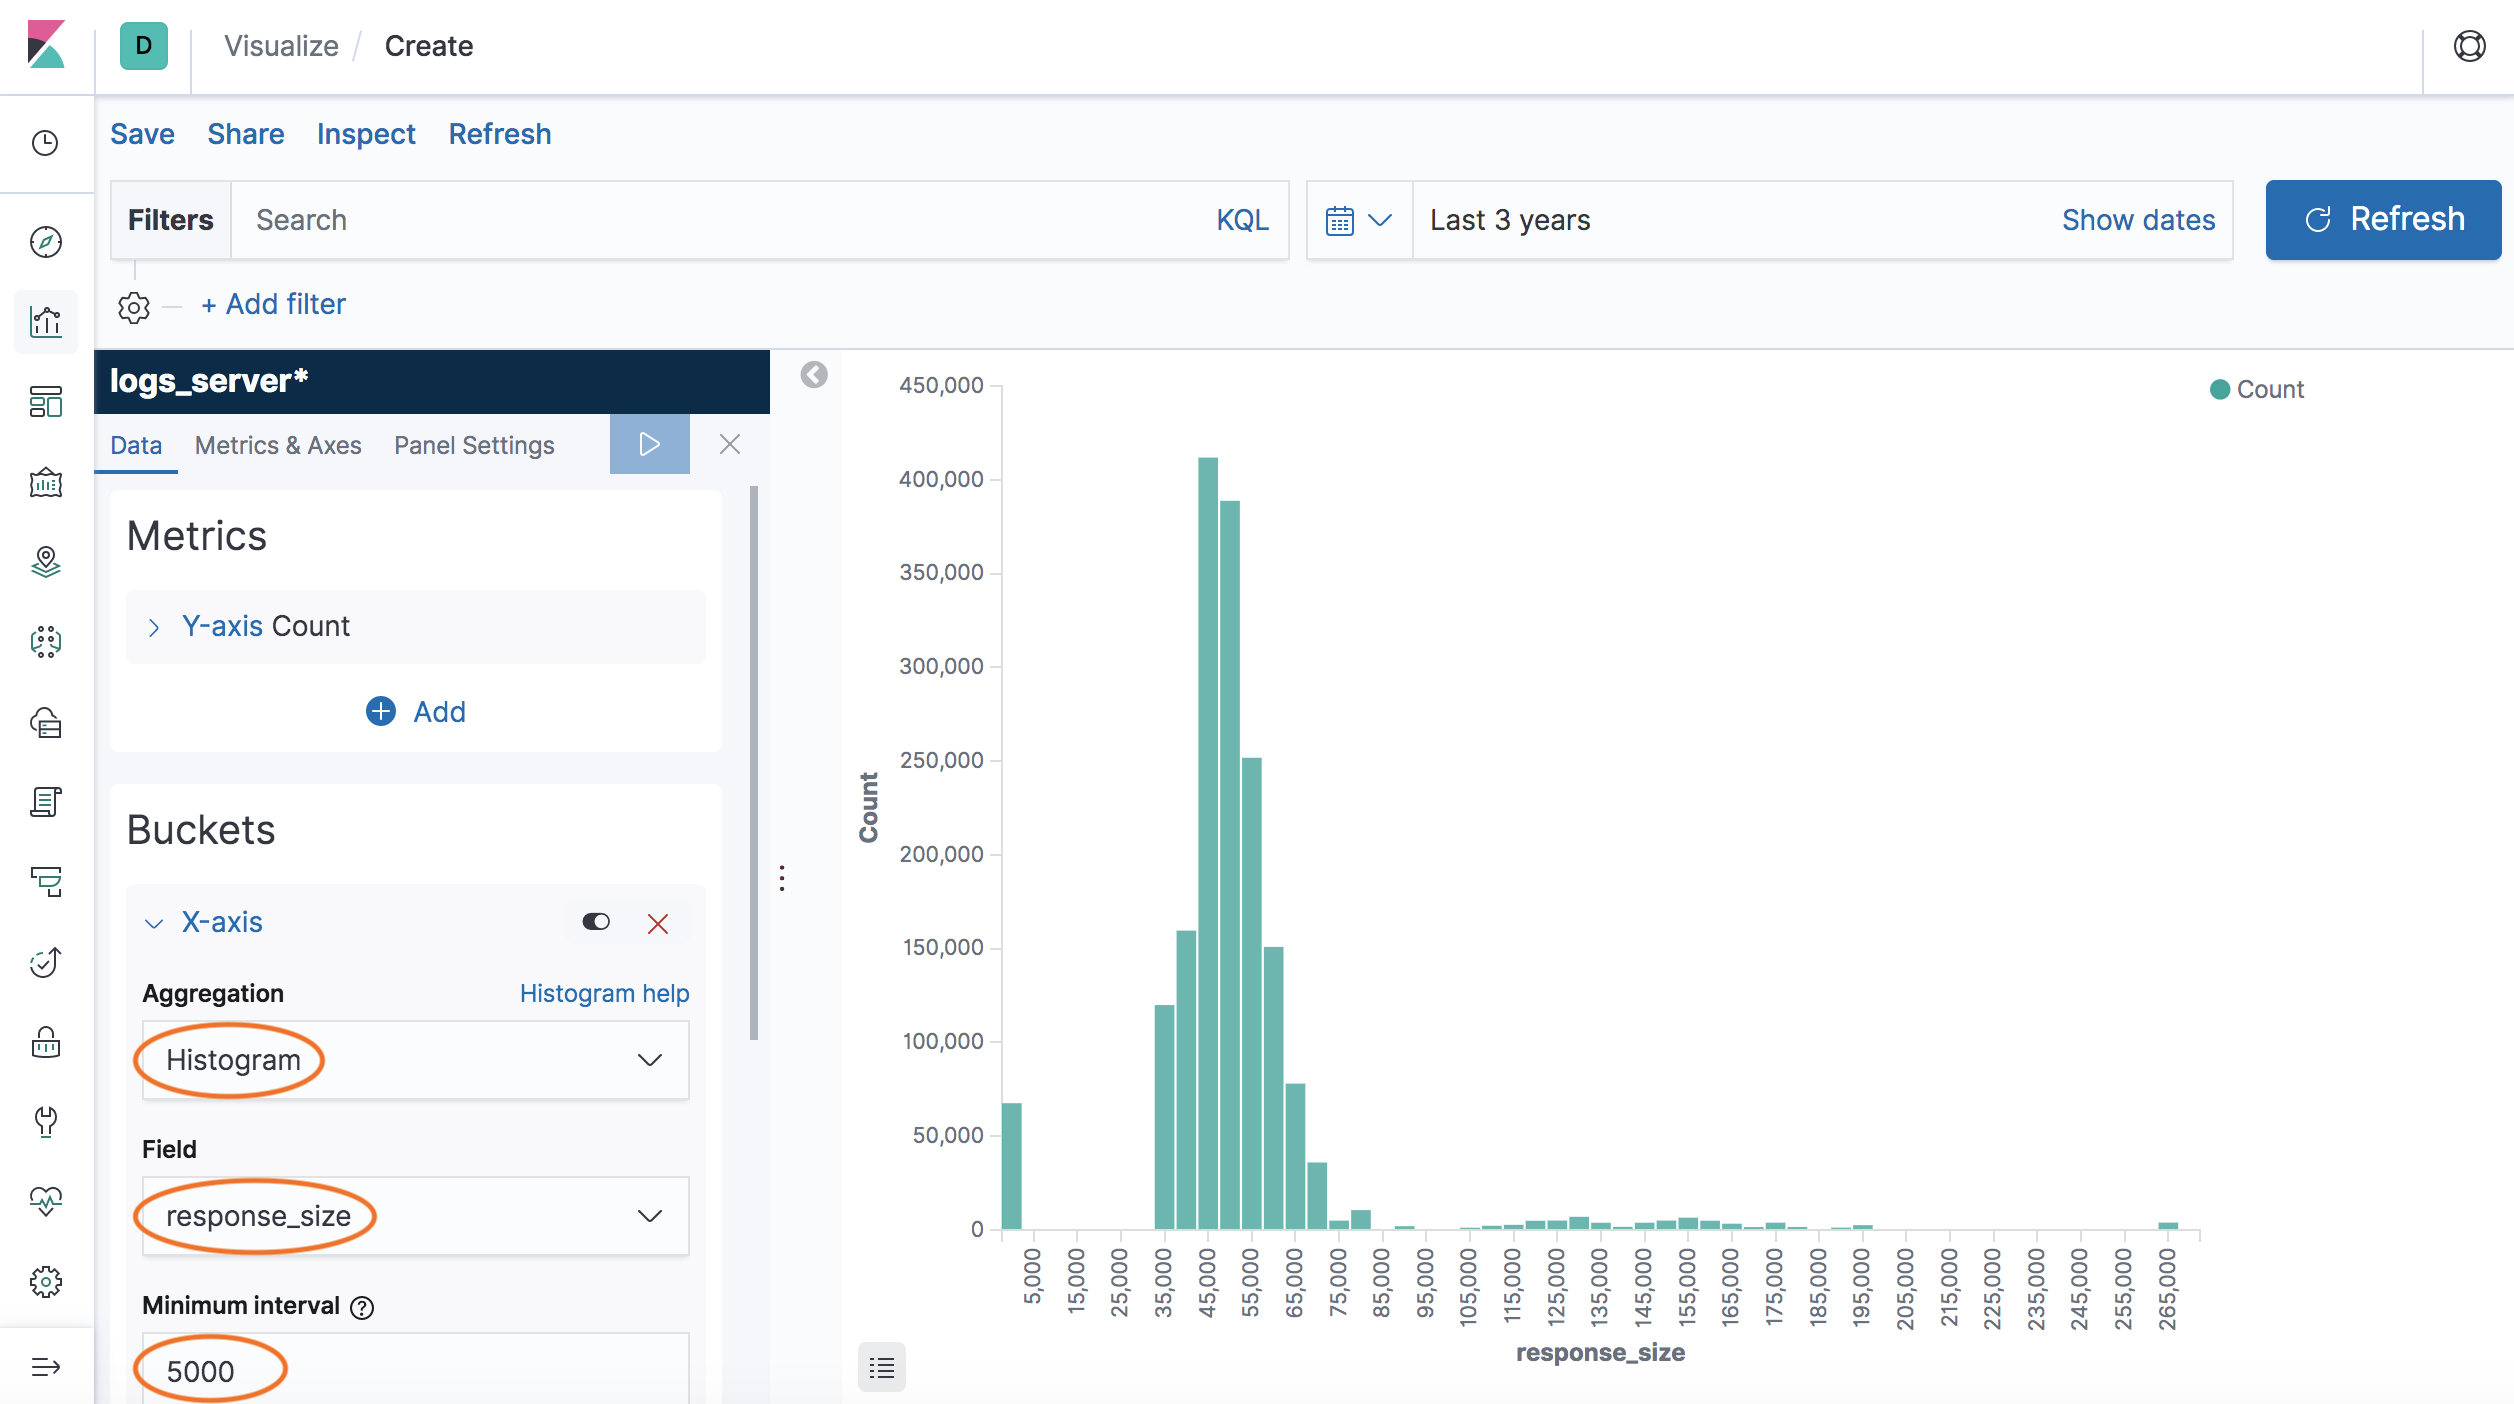 D Visualize / Create
Save Share Inspect Refresh
Filters Search KQL Last 3 years Show dates Refresh
+ Add filter
logs_server*
Data Metrics & Axes Panel Settings
Metrics
Y-axis Count
Add
Buckets
X-axis
Aggregation Histogram help
Histogram
Field
response_size
Minimum interval ?
5000
450,000
400,000
350,000
300,000
250,000
200,000
150,000
100,000
50,000
0
Count
5,000 15,000 25,000 35,000 45,000 55,000 65,000 75,000 85,000 95,000 105,000 115,000 125,000 135,000 145,000 155,000 165,000 175,000 185,000 195,000 205,000 215,000 225,000 235,000 245,000 255,000 265,000
response_size
Count